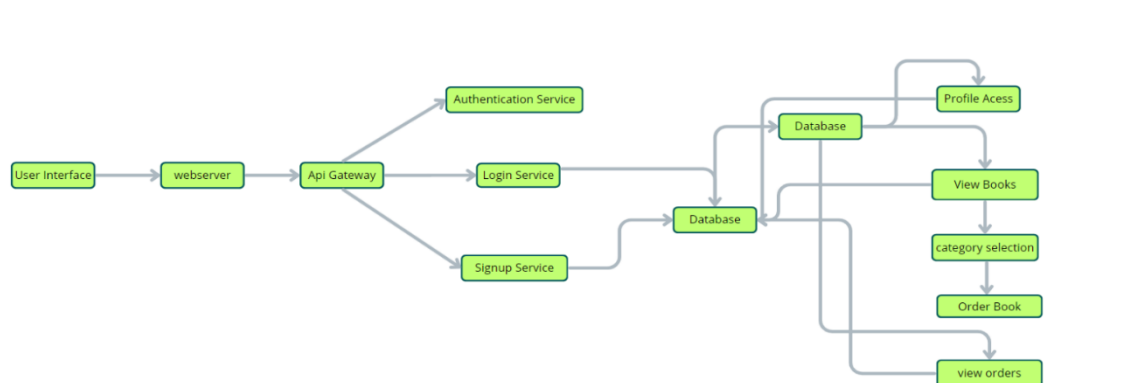 User Interface
webserver
Api Gateway
Authentication Service
Login Service
Signup Service
Database
Database
Profile Acess
View Books
category selection
Order Book
view orders